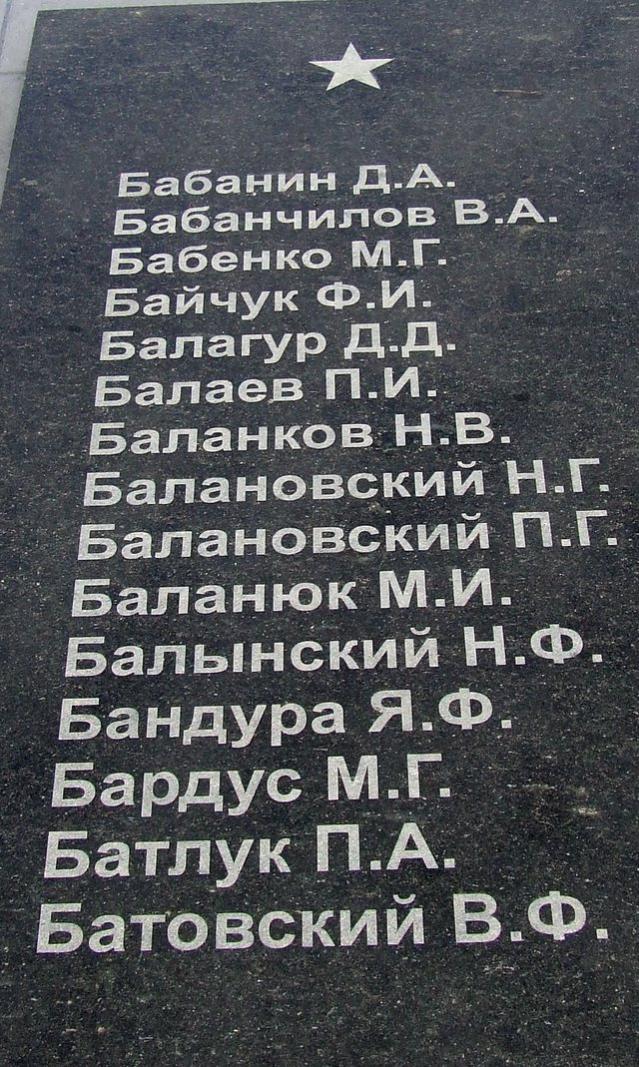 Бабанин Д.А.
Бабанчилов В.А.
Бабенко М.Г.
Байчук Ф.И.
Балагур Д.Д.
Балаев П.И.
Баланков Н.В.
Балановский Н.Г.
Балановский П.Г.
Баланюк М.И.
Балынский Н.Ф.
Бандура Я.Ф.
Бардус М.Г.
Батлук П.А.
Батовский В.Ф.